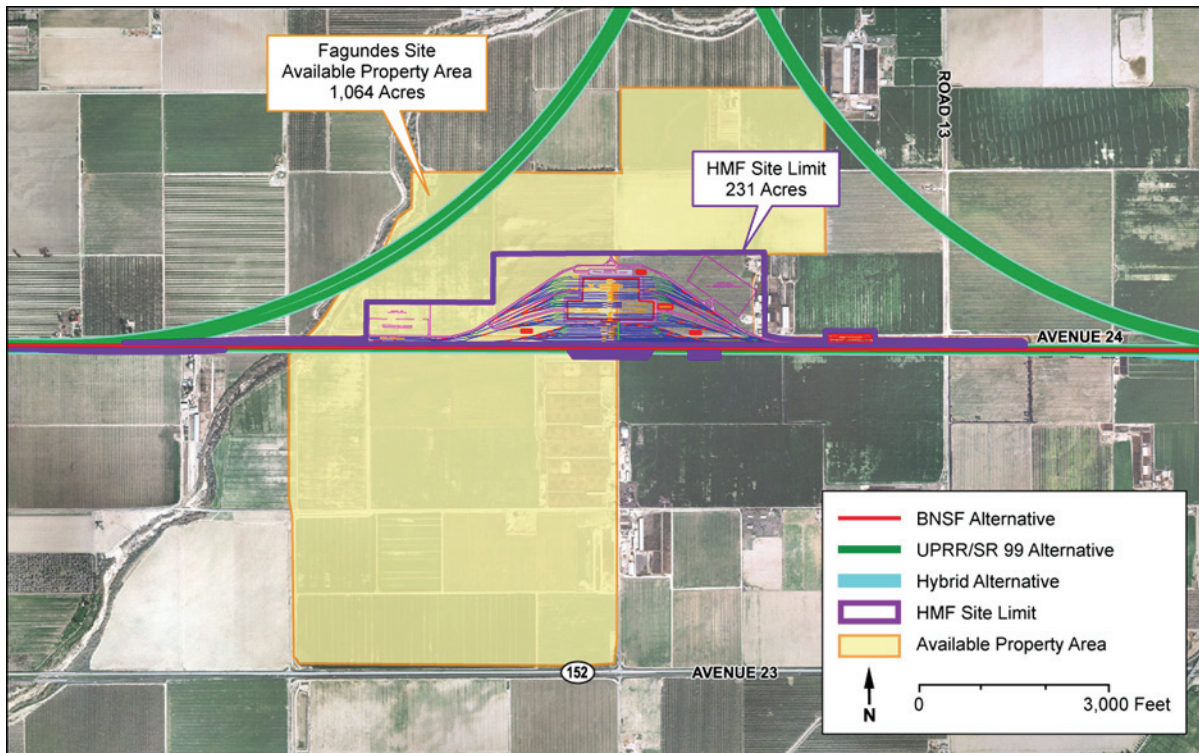 Fagundes Site
Available Property Area
1,064 Acres
ROAD 13
HMF Site Limit
231 Acres
AVENUE 24
152
AVENUE 23
BNSF Alternative
UPRR/SR 99 Alternative
Hybrid Alternative
HMF Site Limit
Available Property Area
N
0
3,000 Feet